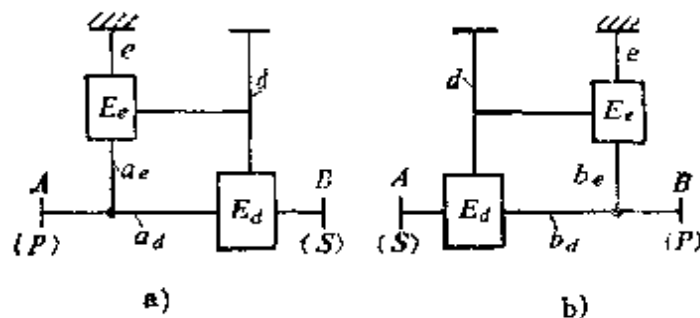 e
d
E_e
a_e
A
B
E_d
(P)
a_d
(S)
a)
e
d
E_e
b_e
A
B
E_d
(S)
b_d
(P)
b)